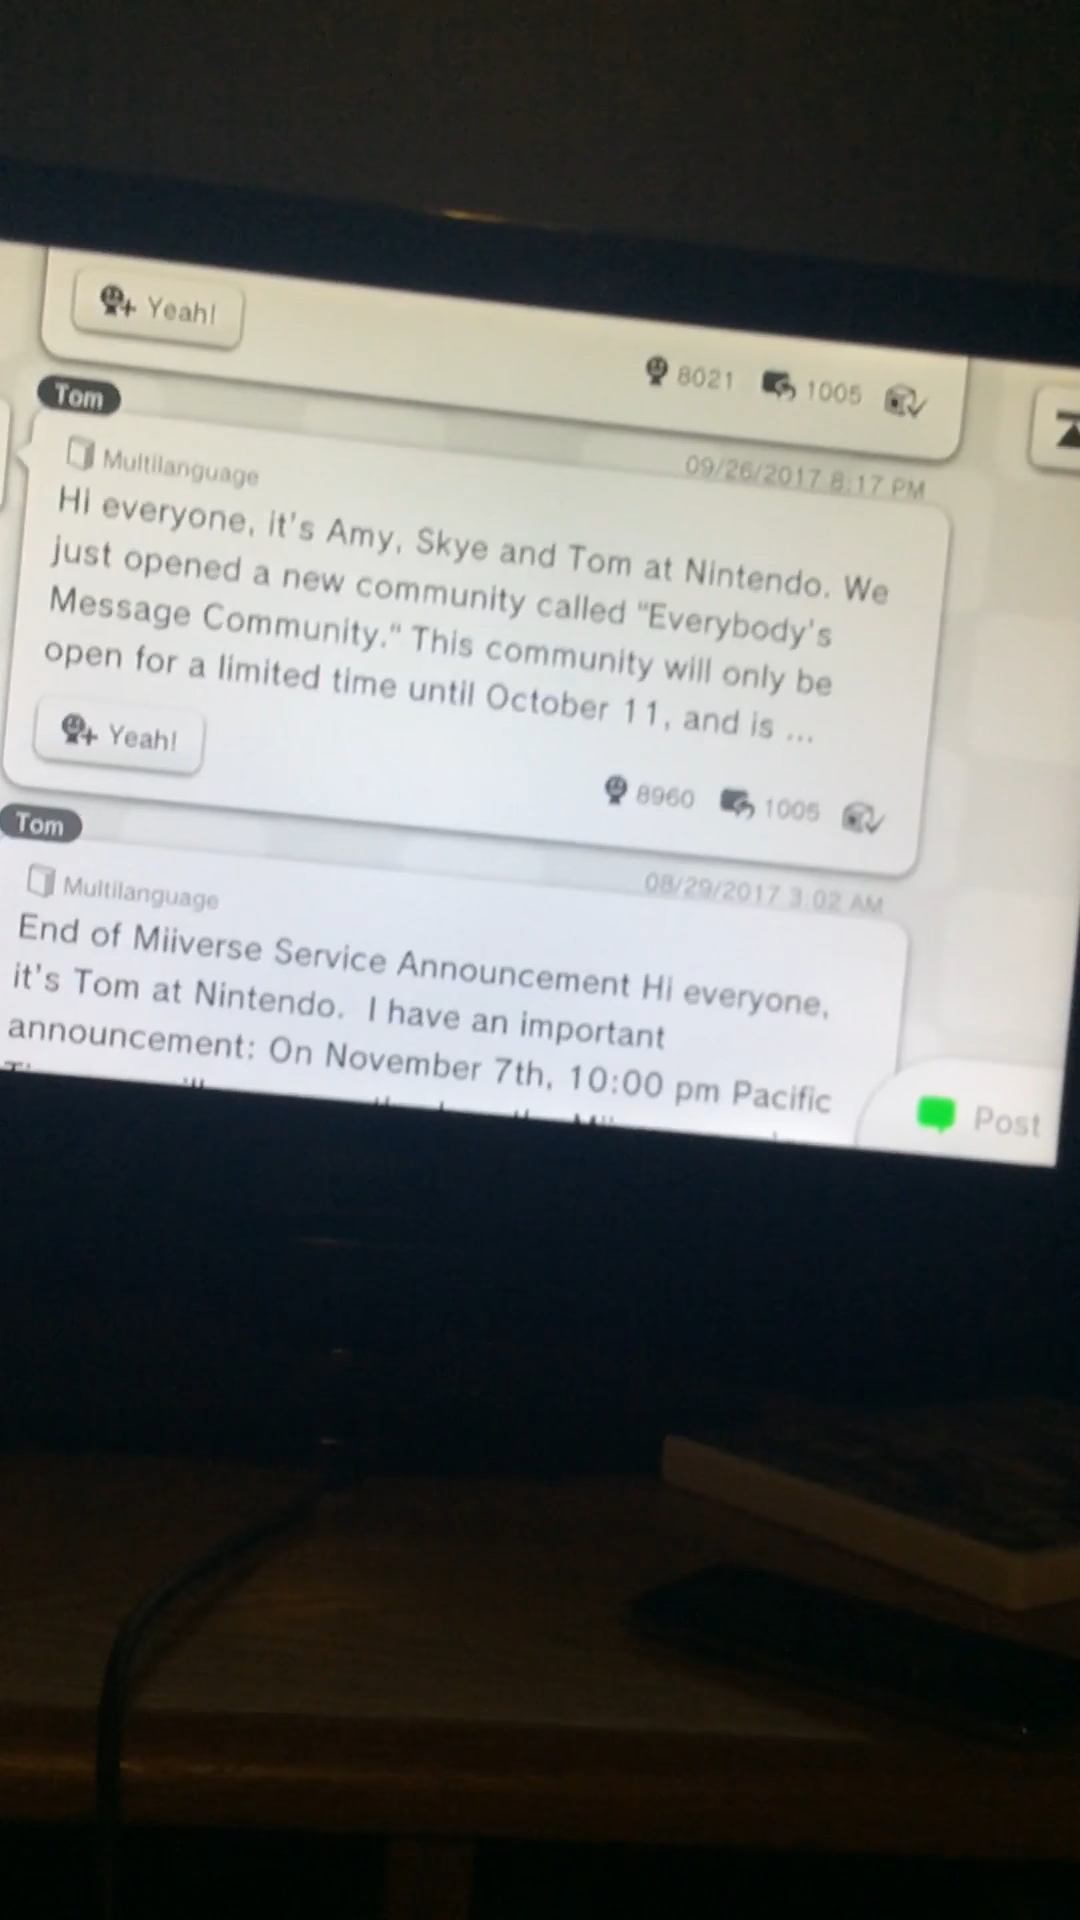 Yeah!
8021 1005
Tom
Multilanguage 09/26/2017 8:17 PM
Hi everyone, it's Amy, Skye and Tom at Nintendo. We
just opened a new community called "Everybody's
Message Community." This community will only be
open for a limited time until October 11, and is ...
Yeah!
8960 1005
Tom
Multilanguage 08/29/2017 3:02 AM
End of Miiverse Service Announcement Hi everyone,
it's Tom at Nintendo. I have an important
announcement: On November 7th, 10:00 pm Pacific
Post